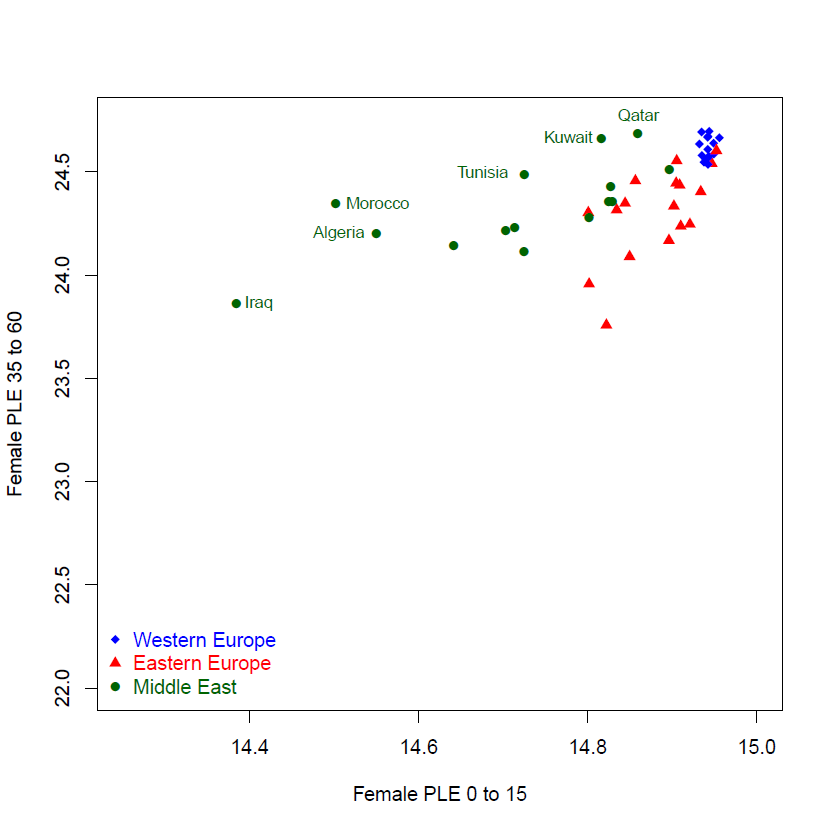 Qatar
Kuwait
Tunisia
Morocco
Algeria
Iraq
Female PLE 35 to 60
24.5
24.0
23.5
23.0
22.5
22.0
Western Europe
Eastern Europe
Middle East
14.4 14.6 14.8 15.0
Female PLE 0 to 15